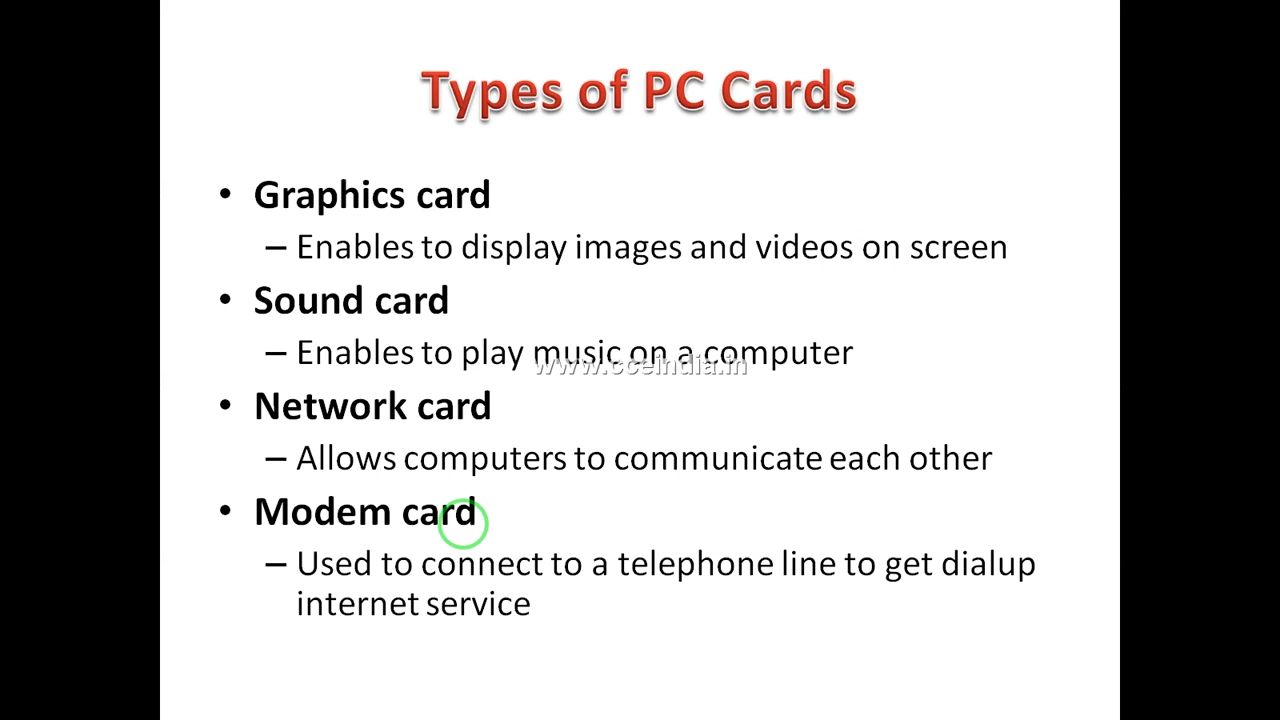 Types of PC Cards
• Graphics card
– Enables to display images and videos on screen
• Sound card
– Enables to play music on a computer
www.cceindia.in
• Network card
– Allows computers to communicate each other
• Modem card
– Used to connect to a telephone line to get dialup
internet service